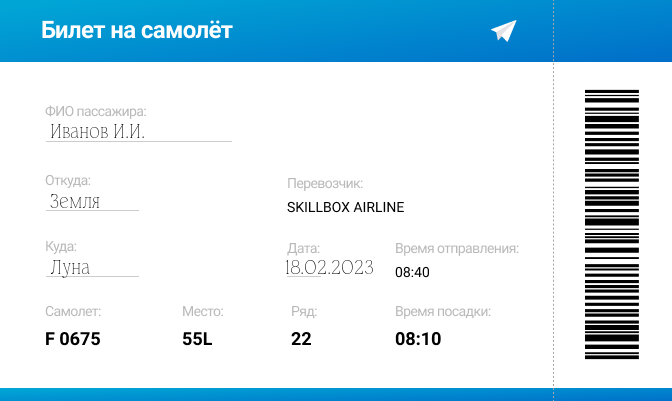 Билет на самолёт
ФИО пассажира:
Иванов И.И.
Откуда:
Земля
Перевозчик:
SKILLBOX AIRLINE
Куда:
Луна
Дата:
18.02.2023
Время отправления:
08:40
Самолет:
F 0675
Место:
55L
Ряд:
22
Время посадки:
08:10